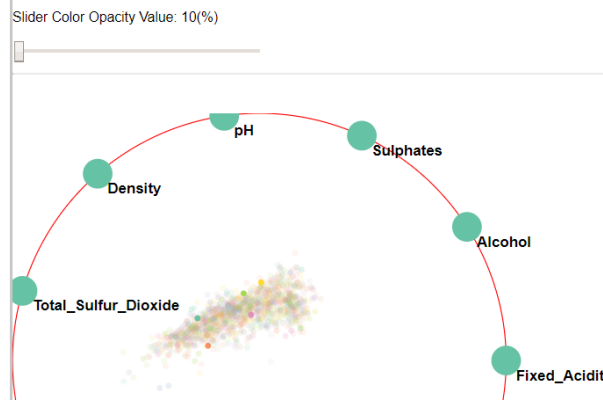 Slider Color Opacity Value: 10(%)
pH
Sulphates
Density
Alcohol
Total_Sulfur_Dioxide
Fixed_Acidit